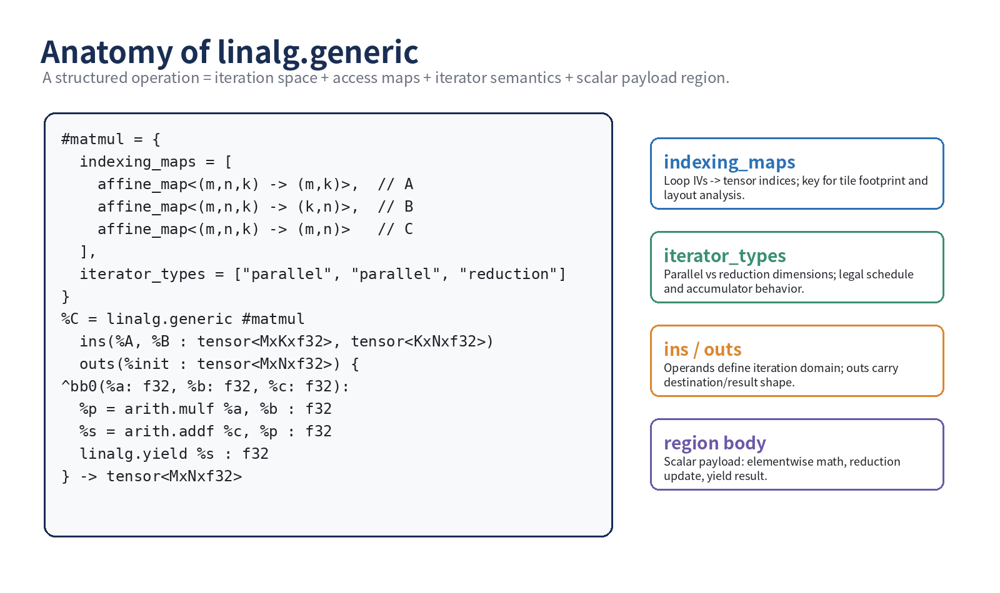 Anatomy of linalg.generic
A structured operation = iteration space + access maps + iterator semantics + scalar payload region.
#matmul = {
  indexing_maps = [
    affine_map<(m,n,k) -> (m,k)>,  // A
    affine_map<(m,n,k) -> (k,n)>,  // B
    affine_map<(m,n,k) -> (m,n)>   // C
  ],
  iterator_types = ["parallel", "parallel", "reduction"]
}
%C = linalg.generic #matmul
  ins(%A, %B : tensor<MxKxf32>, tensor<KxNxf32>)
  outs(%init : tensor<MxNxf32>) {
^bb0(%a: f32, %b: f32, %c: f32):
  %p = arith.mulf %a, %b : f32
  %s = arith.addf %c, %p : f32
  linalg.yield %s : f32
} -> tensor<MxNxf32>
indexing_maps
Loop IVs -> tensor indices; key for tile footprint and
layout analysis.
iterator_types
Parallel vs reduction dimensions; legal schedule
and accumulator behavior.
ins / outs
Operands define iteration domain; outs carry
destination/result shape.
region body
Scalar payload: elementwise math, reduction
update, yield result.